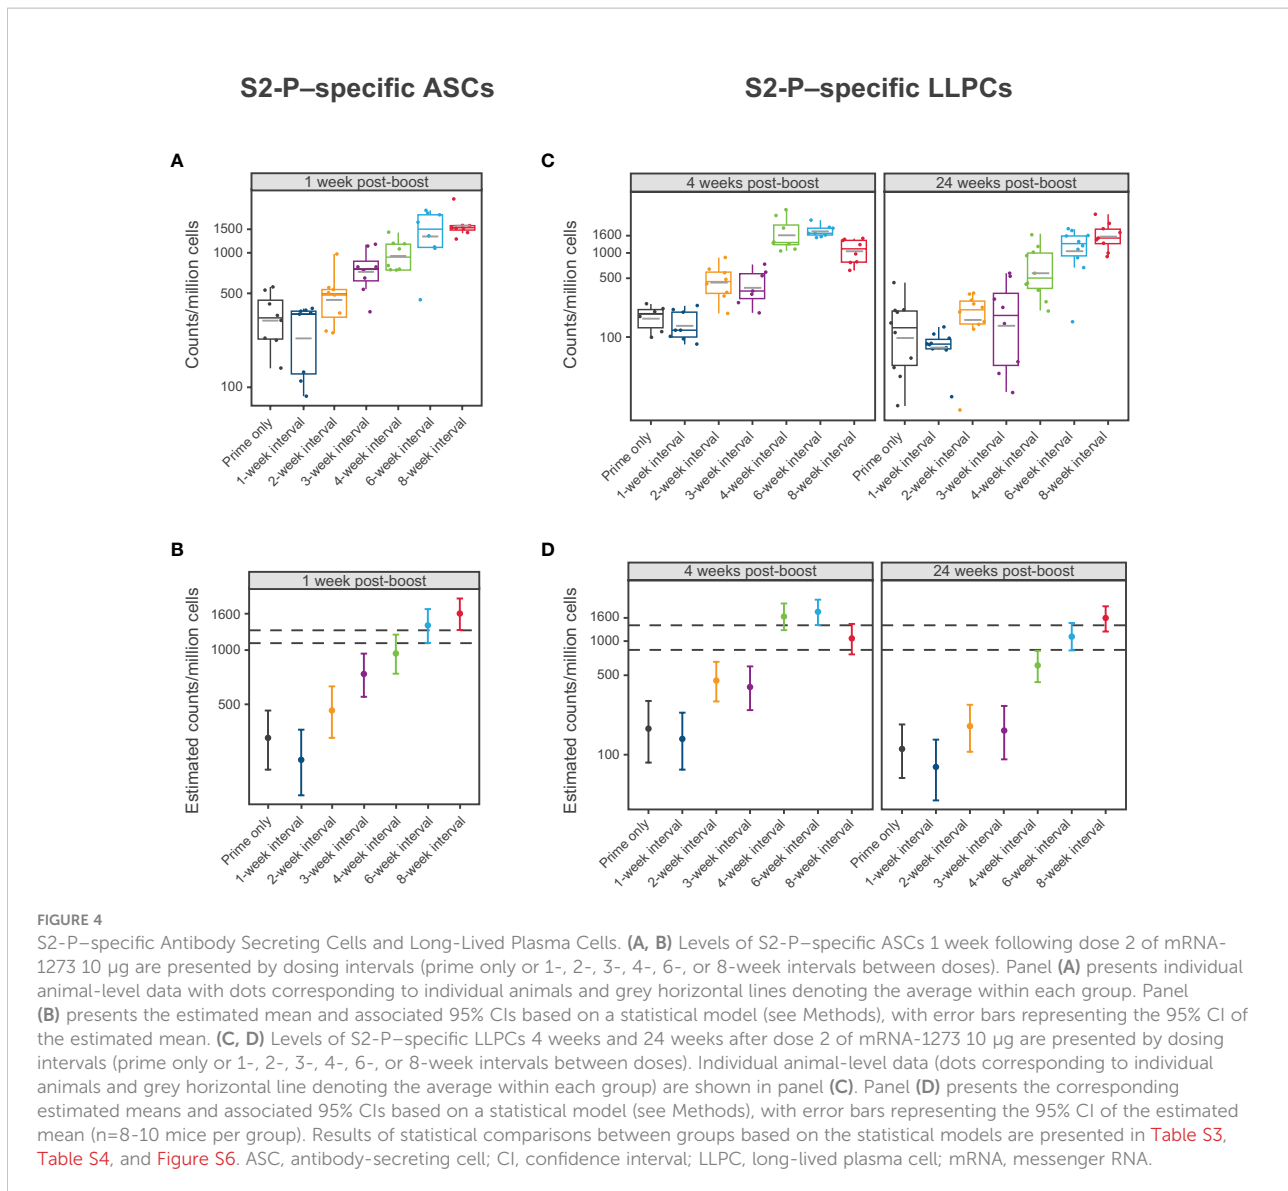 S2-P–specific ASCs
S2-P–specific LLPCs
A
1 week post-boost
Counts/million cells
1500
1000
500
100
Prime only
1-week interval
2-week interval
3-week interval
4-week interval
6-week interval
8-week interval
C
4 weeks post-boost
24 weeks post-boost
Counts/million cells
1600
1000
500
100
Prime only
1-week interval
2-week interval
3-week interval
4-week interval
6-week interval
8-week interval
Prime only
1-week interval
2-week interval
3-week interval
4-week interval
6-week interval
8-week interval
B
1 week post-boost
Estimated counts/million cells
1600
1000
500
Prime only
1-week interval
2-week interval
3-week interval
4-week interval
6-week interval
8-week interval
D
4 weeks post-boost
24 weeks post-boost
Estimated counts/million cells
1600
1000
500
100
Prime only
1-week interval
2-week interval
3-week interval
4-week interval
6-week interval
8-week interval
Prime only
1-week interval
2-week interval
3-week interval
4-week interval
6-week interval
8-week interval
FIGURE 4
S2-P–specific Antibody Secreting Cells and Long-Lived Plasma Cells. (A, B) Levels of S2-P–specific ASCs 1 week following dose 2 of mRNA-
1273 10 µg are presented by dosing intervals (prime only or 1-, 2-, 3-, 4-, 6-, or 8-week intervals between doses). Panel (A) presents individual
animal-level data with dots corresponding to individual animals and grey horizontal lines denoting the average within each group. Panel
(B) presents the estimated mean and associated 95% CIs based on a statistical model (see Methods), with error bars representing the 95% CI of
the estimated mean. (C, D) Levels of S2-P–specific LLPCs 4 weeks and 24 weeks after dose 2 of mRNA-1273 10 µg are presented by dosing
intervals (prime only or 1-, 2-, 3-, 4-, 6-, or 8-week intervals between doses). Individual animal-level data (dots corresponding to individual
animals and grey horizontal line denoting the average within each group) are shown in panel (C). Panel (D) presents the corresponding
estimated means and associated 95% CIs based on a statistical model (see Methods), with error bars representing the 95% CI of the estimated
mean (n=8-10 mice per group). Results of statistical comparisons between groups based on the statistical models are presented in Table S3,
Table S4, and Figure S6. ASC, antibody-secreting cell; CI, confidence interval; LLPC, long-lived plasma cell; mRNA, messenger RNA.